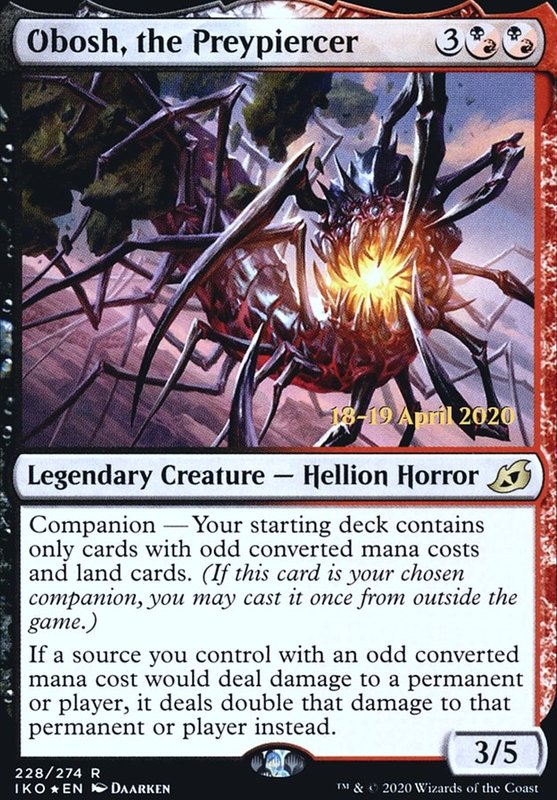 Obosh, the Preypiercer 3
18-19 April 2020
Legendary Creature — Hellion Horror
Companion — Your starting deck contains
only cards with odd converted mana costs
and land cards. (If this card is your chosen
companion, you may cast it once from outside the
game.)
If a source you control with an odd converted
mana cost would deal damage to a permanent
or player, it deals double that damage to that
permanent or player instead.
3/5
228/274 R
IKO ★ EN Daarken
™ & © 2020 Wizards of the Coast